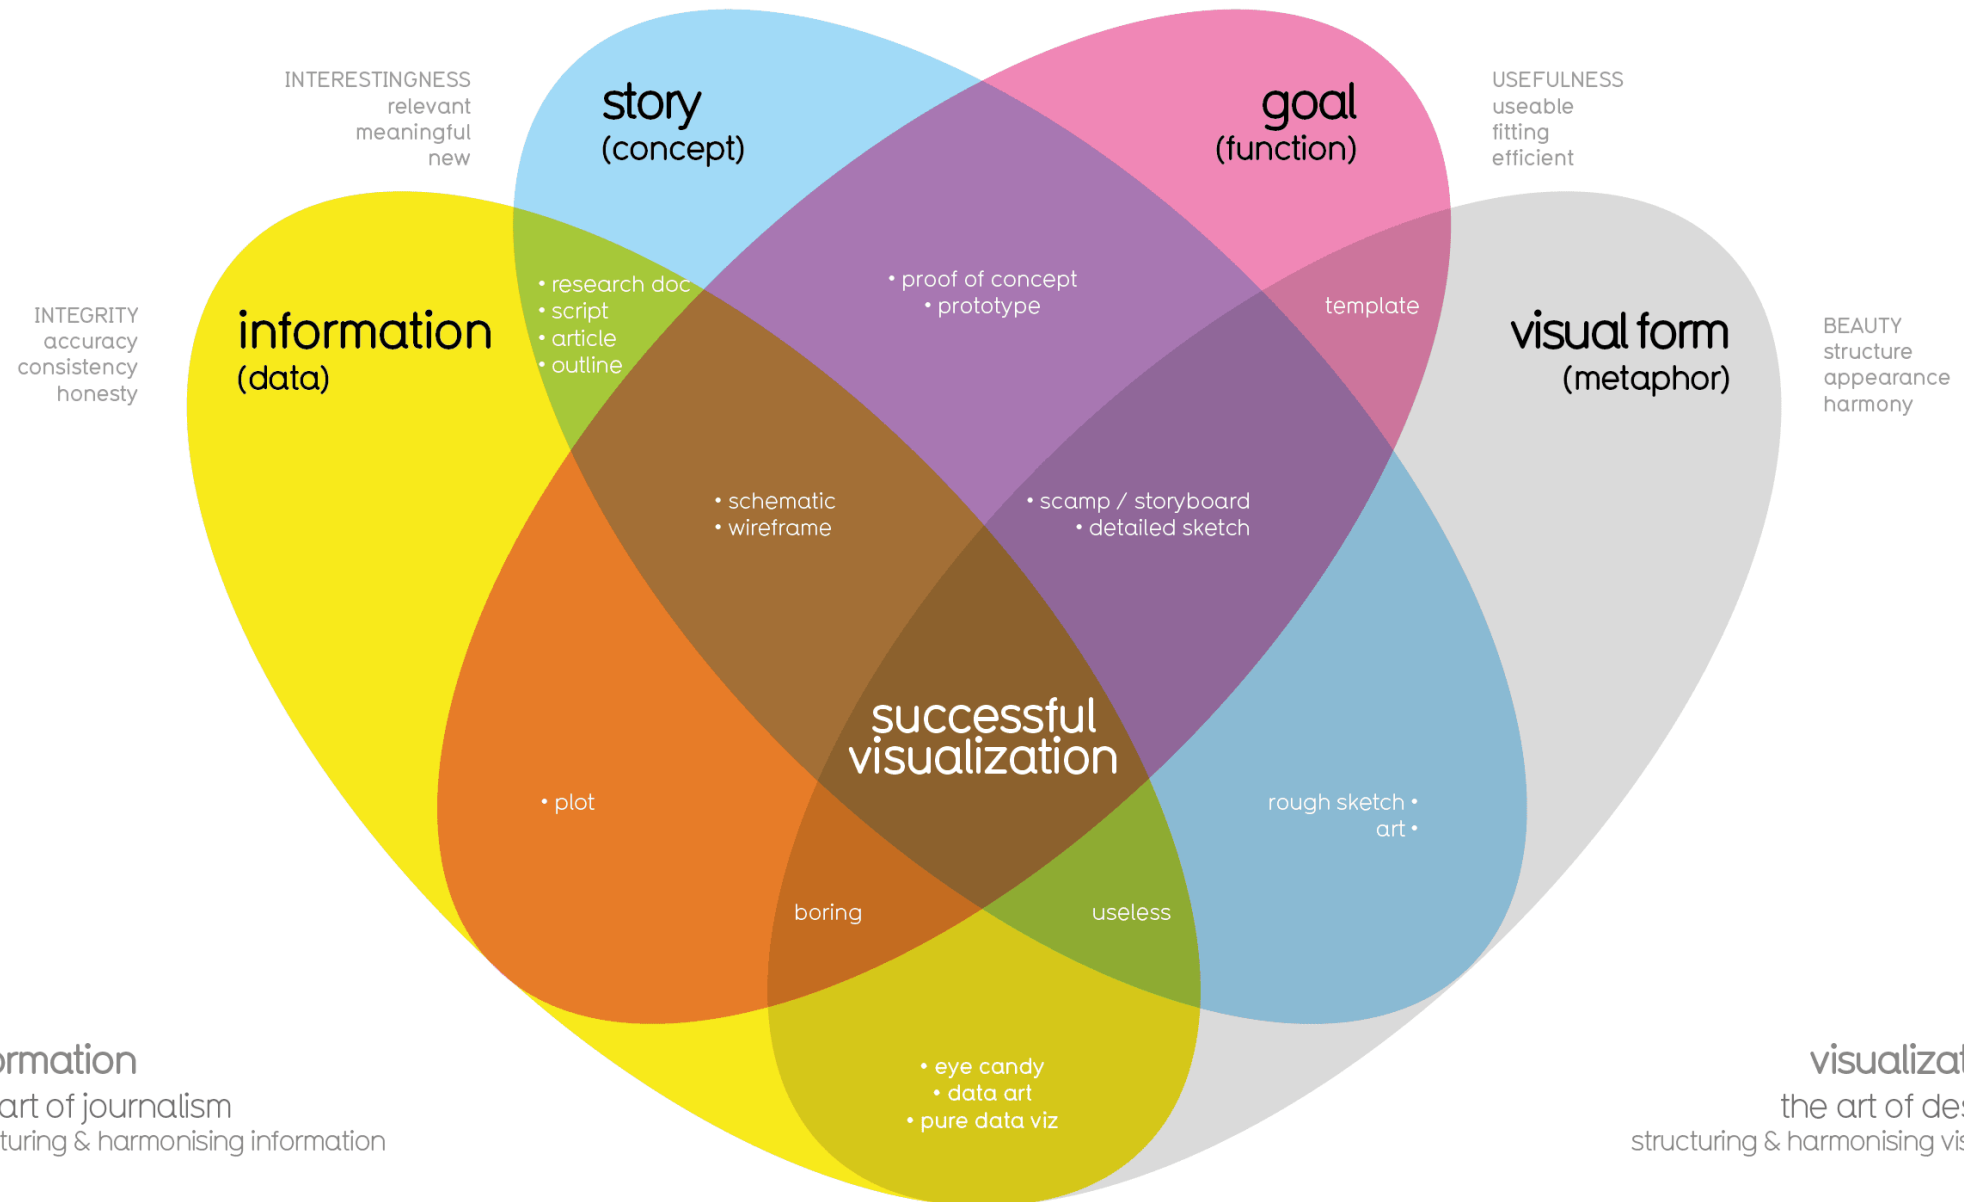 INTERESTINGNESS
relevant
meaningful
new
story
(concept)
goal
(function)
USEFULNESS
useable
fitting
efficient
INTEGRITY
accuracy
consistency
honesty
information
(data)
• research doc
• script
• article
• outline
• proof of concept
• prototype
template
visual form
(metaphor)
BEAUTY
structure
appearance
harmony
• schematic
• wireframe
• scamp / storyboard
• detailed sketch
successful
visualization
• plot
rough sketch •
art •
boring
useless
• eye candy
• data art
• pure data viz
art of journalism
& harmonising information
the art of
structuring & harmonising